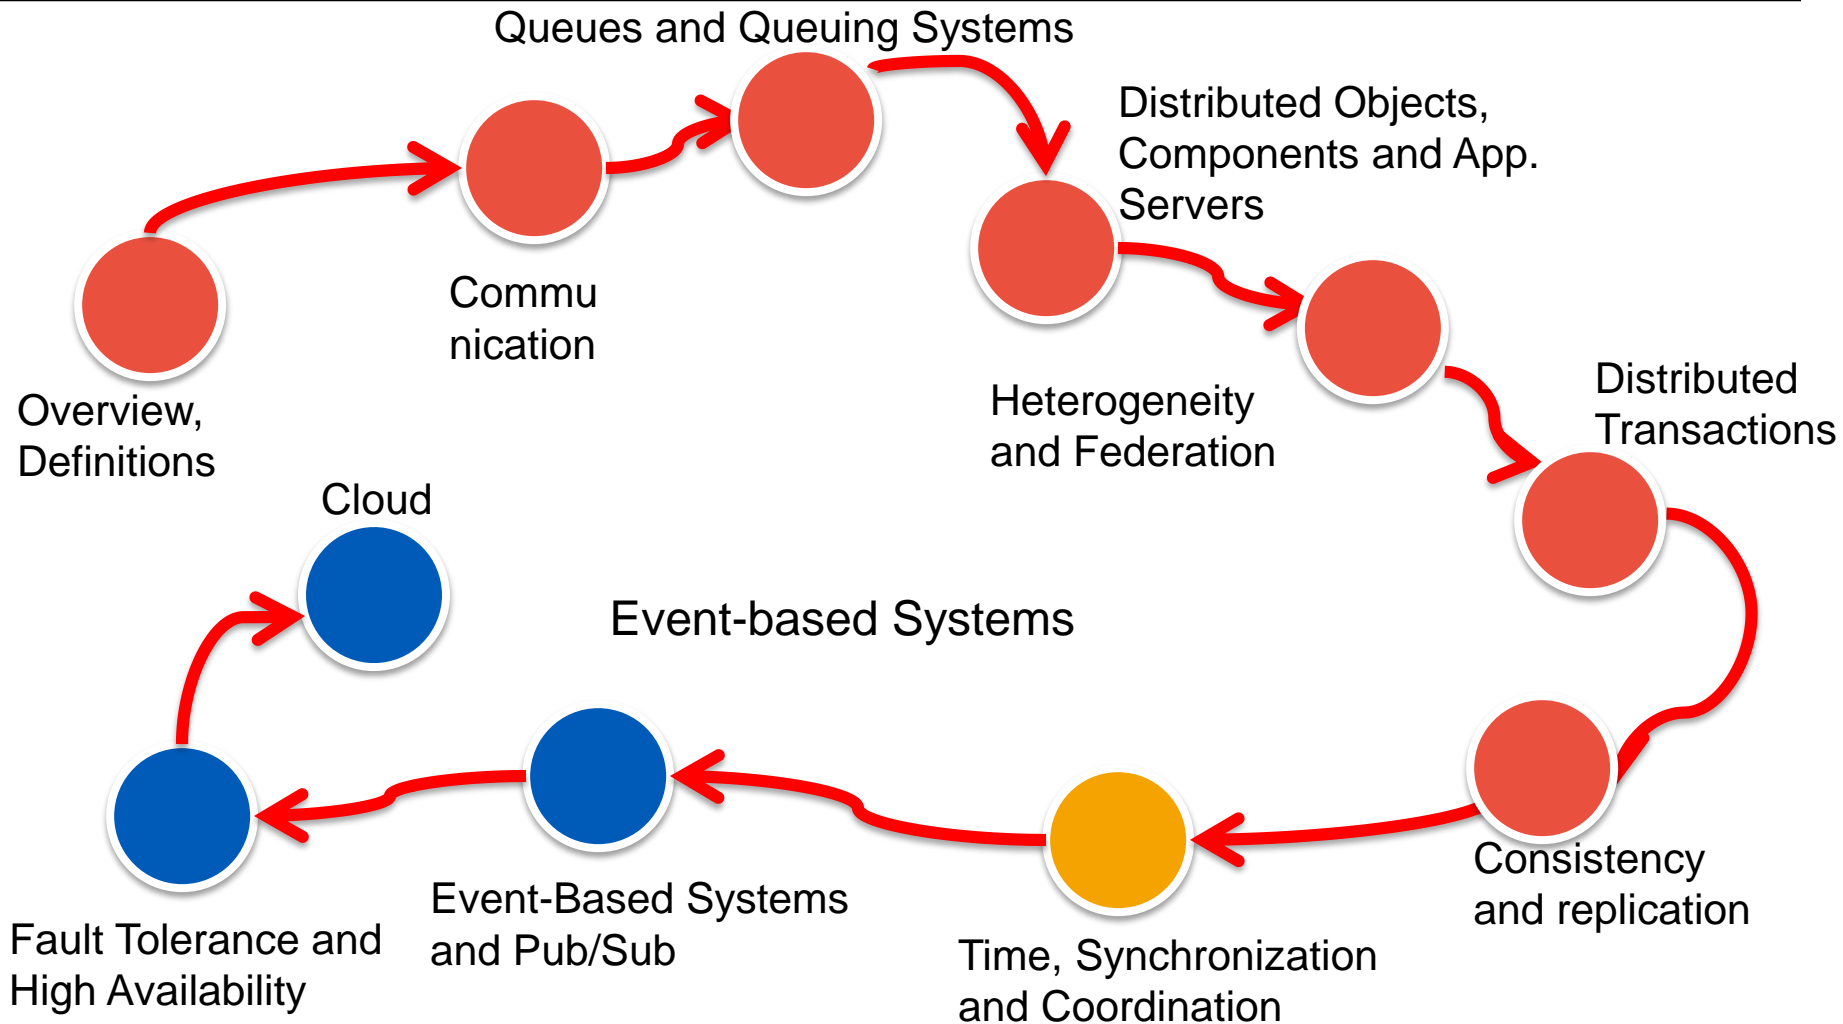 Queues and Queuing Systems
Distributed Objects,
Components and App.
Servers
Commu
nication
Overview,
Definitions
Heterogeneity
and Federation
Distributed
Transactions
Cloud
Event-based Systems
Consistency
and replication
Time, Synchronization
and Coordination
Event-Based Systems
and Pub/Sub
Fault Tolerance and
High Availability